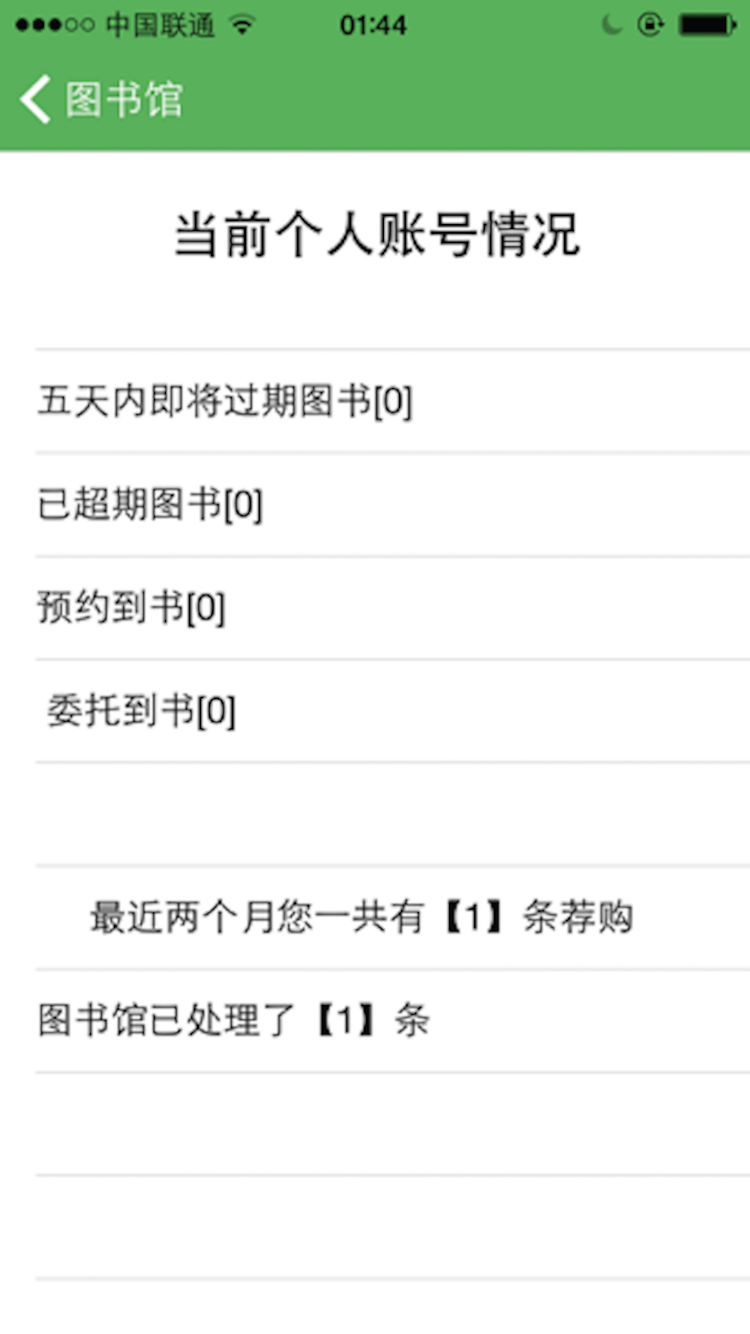 中国联通 01:44
图书馆
当前个人账号情况
五天内即将过期图书[0]
已超期图书[0]
预约到书[0]
委托到书[0]
最近两个月您一共有【1】条荐购
图书馆已处理了【1】条